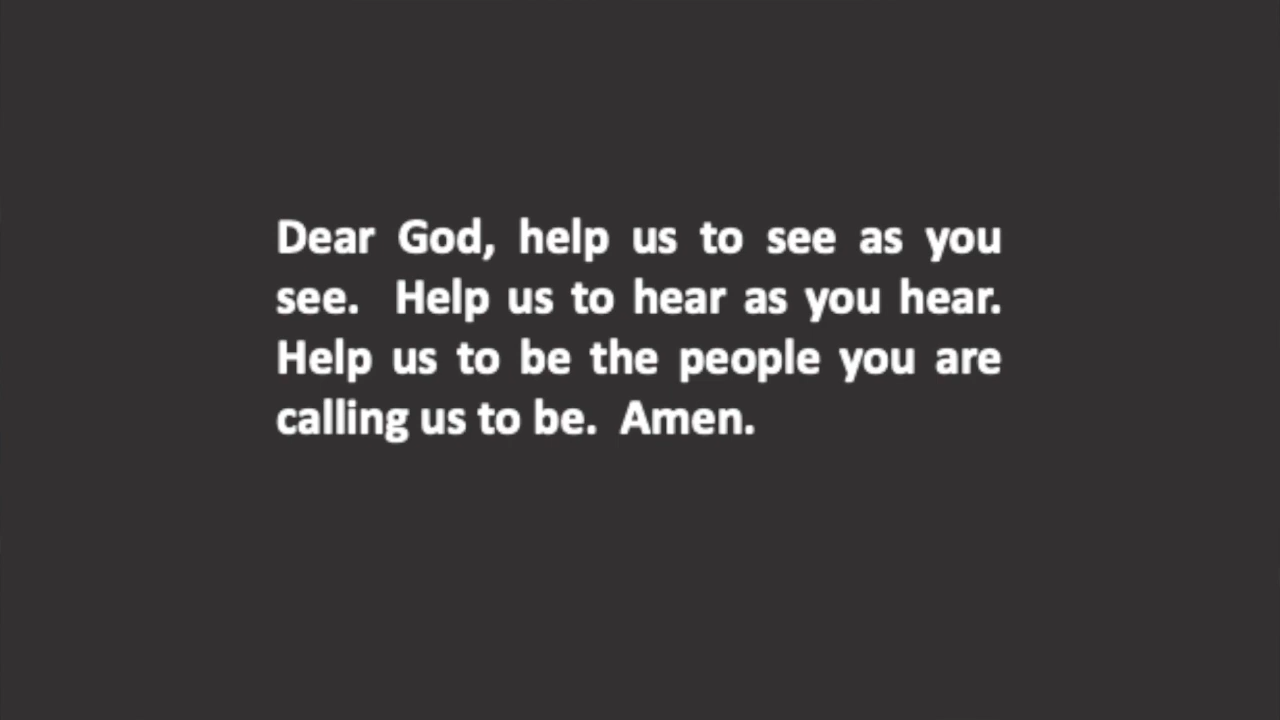 Dear God, help us to see as you
see.  Help us to hear as you hear.
Help us to be the people you are
calling us to be.  Amen.